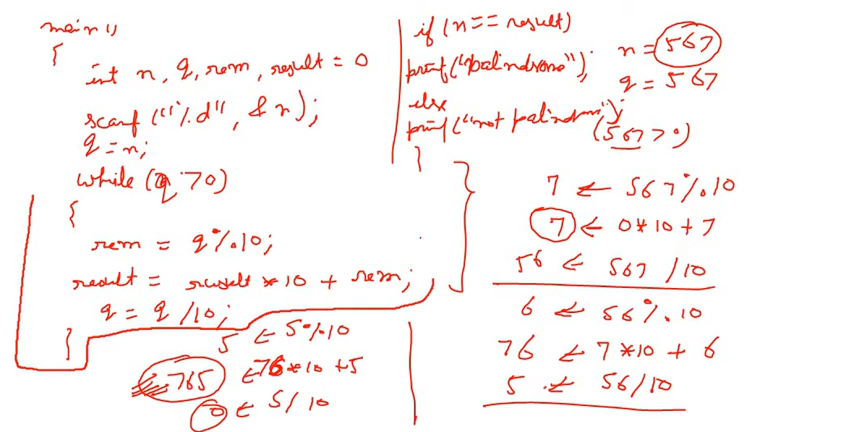 main()
{
int n, q, rem, result = 0
scanf("%d", &n);
q=n;
while (q >0)
{
rem = q%10;
result = result *10 + rem;
q = q /10;
}
if (n == result)
printf("palindrome");
else
printf("not palindrom");
}
n = 567
q = 567
(567 > 0)
7 ← 567%10
7 ← 0*10+7
56 ← 567 /10
6 ← 56%10
76 ← 7*10+ 6
5 ← 56/10
5 ← 5%10
765 ← 76*10 +5
0 ← 5/10